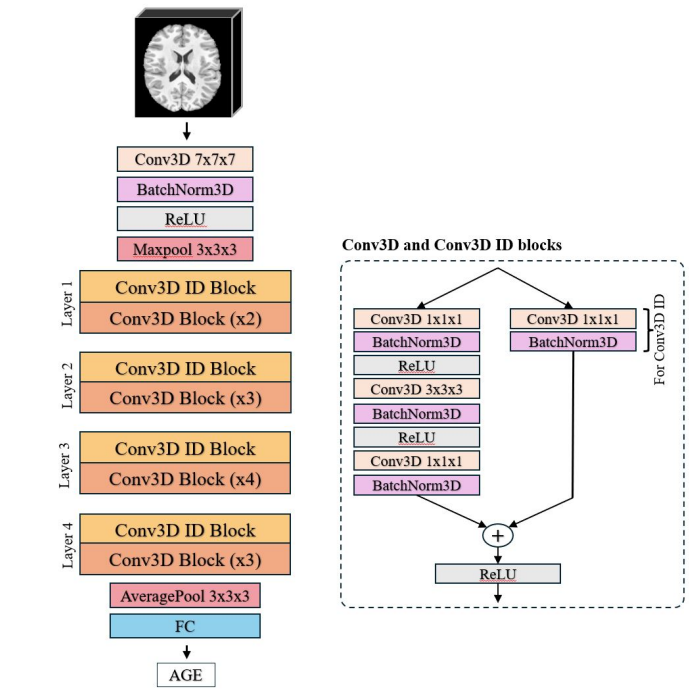 Conv3D 7x7x7
BatchNorm3D
ReLU
Maxpool 3x3x3
Layer 1
Conv3D ID Block
Conv3D Block (x2)
Layer 2
Conv3D ID Block
Conv3D Block (x3)
Layer 3
Conv3D ID Block
Conv3D Block (x4)
Layer 4
Conv3D ID Block
Conv3D Block (x3)
AveragePool 3x3x3
FC
AGE
Conv3D and Conv3D ID blocks
Conv3D 1x1x1
BatchNorm3D
ReLU
Conv3D 3x3x3
BatchNorm3D
ReLU
Conv3D 1x1x1
BatchNorm3D
Conv3D 1x1x1
BatchNorm3D
For Conv3D ID
+
ReLU